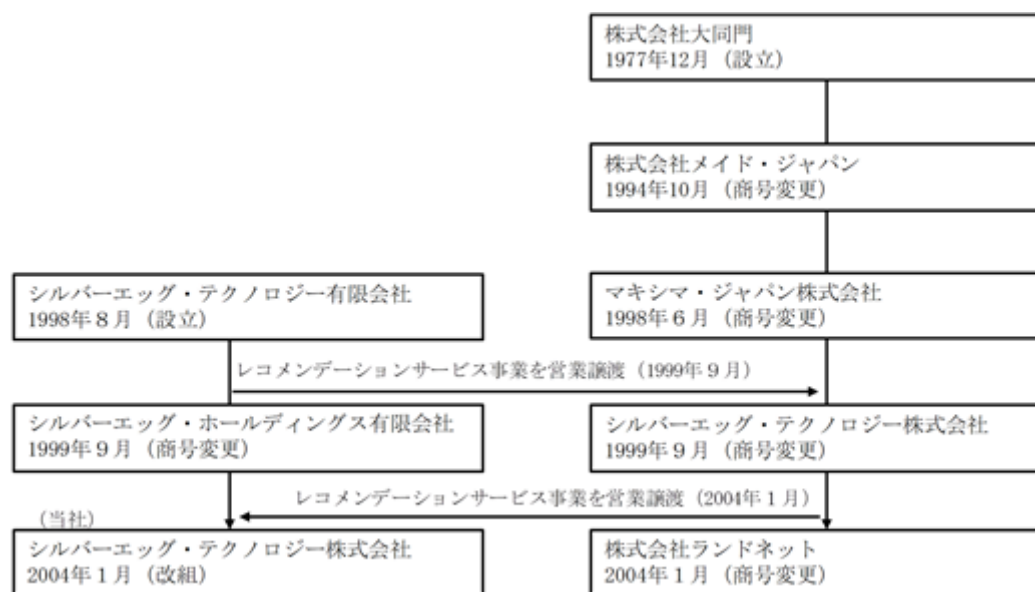 株式会社大同門
1977年12月（設立）
株式会社メイド・ジャパン
1994年10月（商号変更）
シルバーエッグ・テクノロジー有限会社
1998年８月（設立）
マキシマ・ジャパン株式会社
1998年６月（商号変更）
レコメンデーションサービス事業を営業譲渡（1999年９月）
シルバーエッグ・ホールディングス有限会社
1999年９月（商号変更）
シルバーエッグ・テクノロジー株式会社
1999年９月（商号変更）
レコメンデーションサービス事業を営業譲渡（2004年１月）
（当社）
シルバーエッグ・テクノロジー株式会社
2004年１月（改組）
株式会社ランドネット
2004年１月（商号変更）